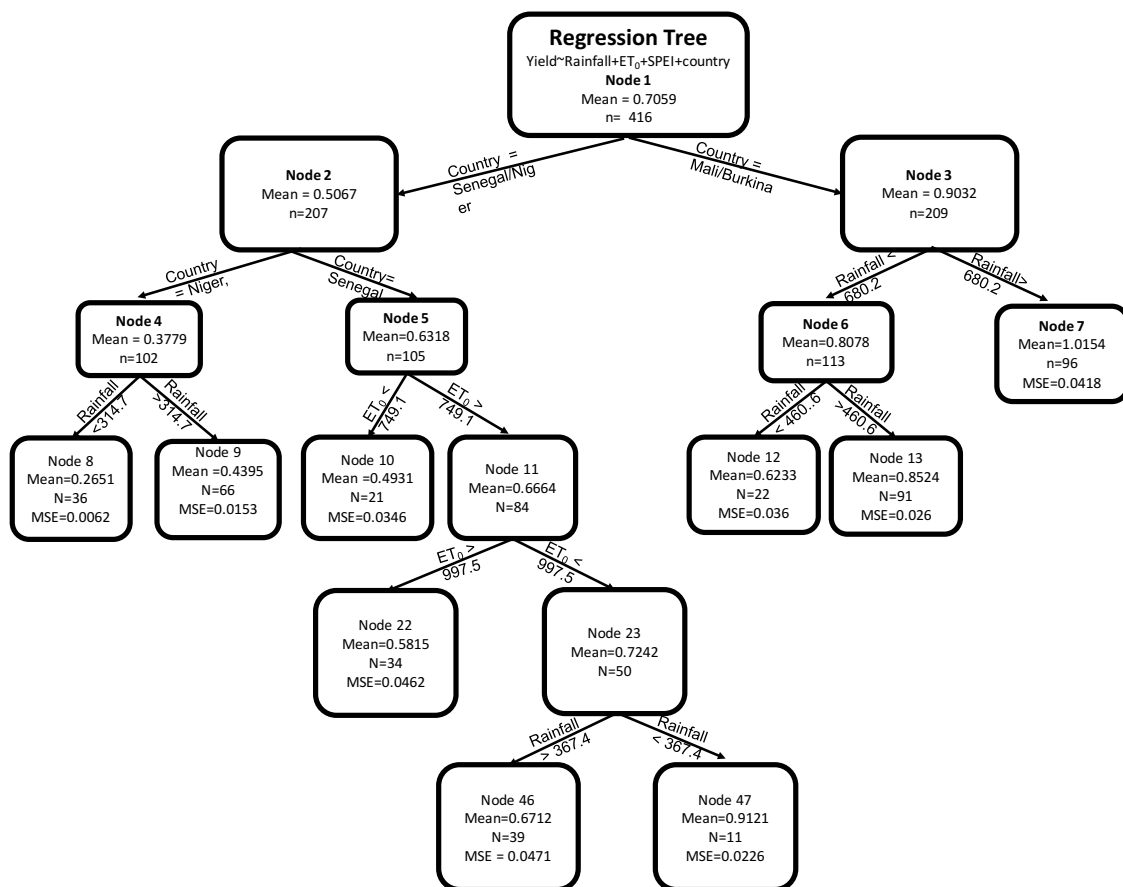 Regression Tree
Yield~Rainfall+ET₀+SPEI+country
Node 1
Mean = 0.7059
n= 416
Country =
Senegal/Nig
er
Country =
Mali/Burkina
Node 2
Mean = 0.5067
n=207
Node 3
Mean = 0.9032
n=209
Country
= Niger,
Country=
Senegal
Rainfall <
680.2
Rainfall>
680.2
Node 4
Mean = 0.3779
n=102
Node 5
Mean=0.6318
n=105
Node 6
Mean=0.8078
n=113
Node 7
Mean=1.0154
n=96
MSE=0.0418
Rainfall
<314.7
Rainfall
>314.7
ET₀ <
749.1
ET₀ >
749.1
Rainfall
< 460..6
Rainfall
>460.6
Node 8
Mean=0.2651
N=36
MSE=0.0062
Node 9
Mean =0.4395
N=66
MSE=0.0153
Node 10
Mean =0.4931
N=21
MSE=0.0346
Node 11
Mean=0.6664
N=84
Node 12
Mean=0.6233
N=22
MSE=0.036
Node 13
Mean=0.8524
N=91
MSE=0.026
ET₀ >
997.5
ET₀ <
997.5
Node 22
Mean=0.5815
N=34
MSE=0.0462
Node 23
Mean=0.7242
N=50
Rainfall
> 367.4
Rainfall
< 367.4
Node 46
Mean=0.6712
N=39
MSE = 0.0471
Node 47
Mean=0.9121
N=11
MSE=0.0226